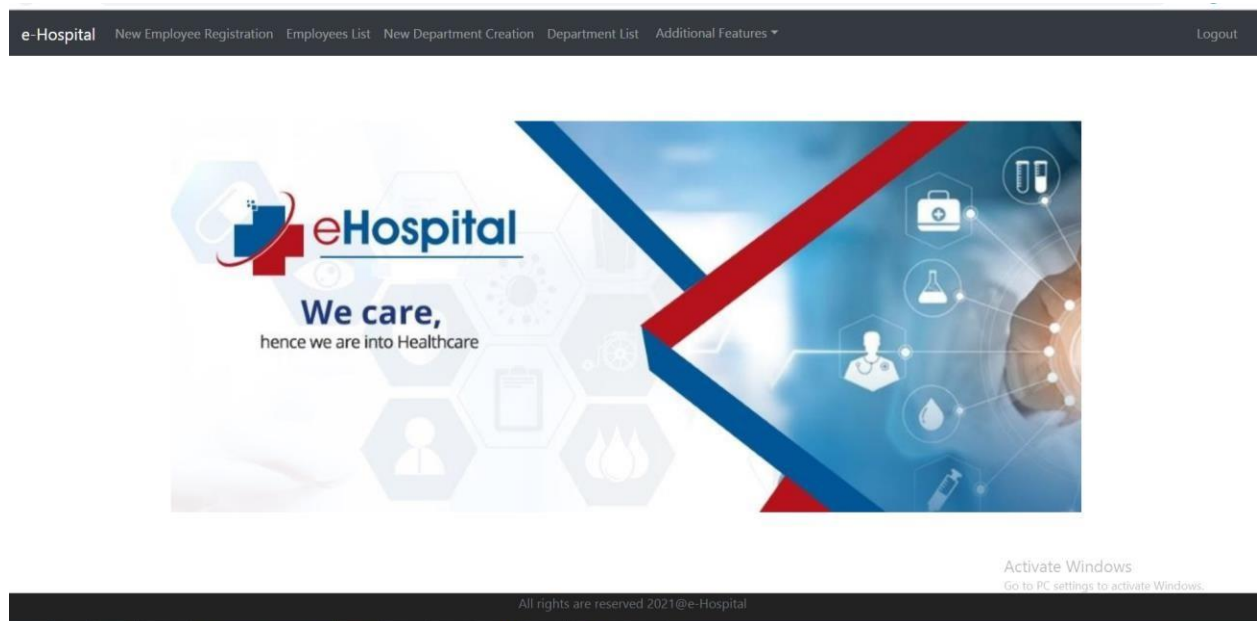 e-Hospital New Employee Registration Employees List New Department Creation Department List Additional Features Logout
eHospital
We care,
hence we are into Healthcare
Activate Windows
Go to PC settings to activate Windows.
All rights are reserved 2021@e-Hospital